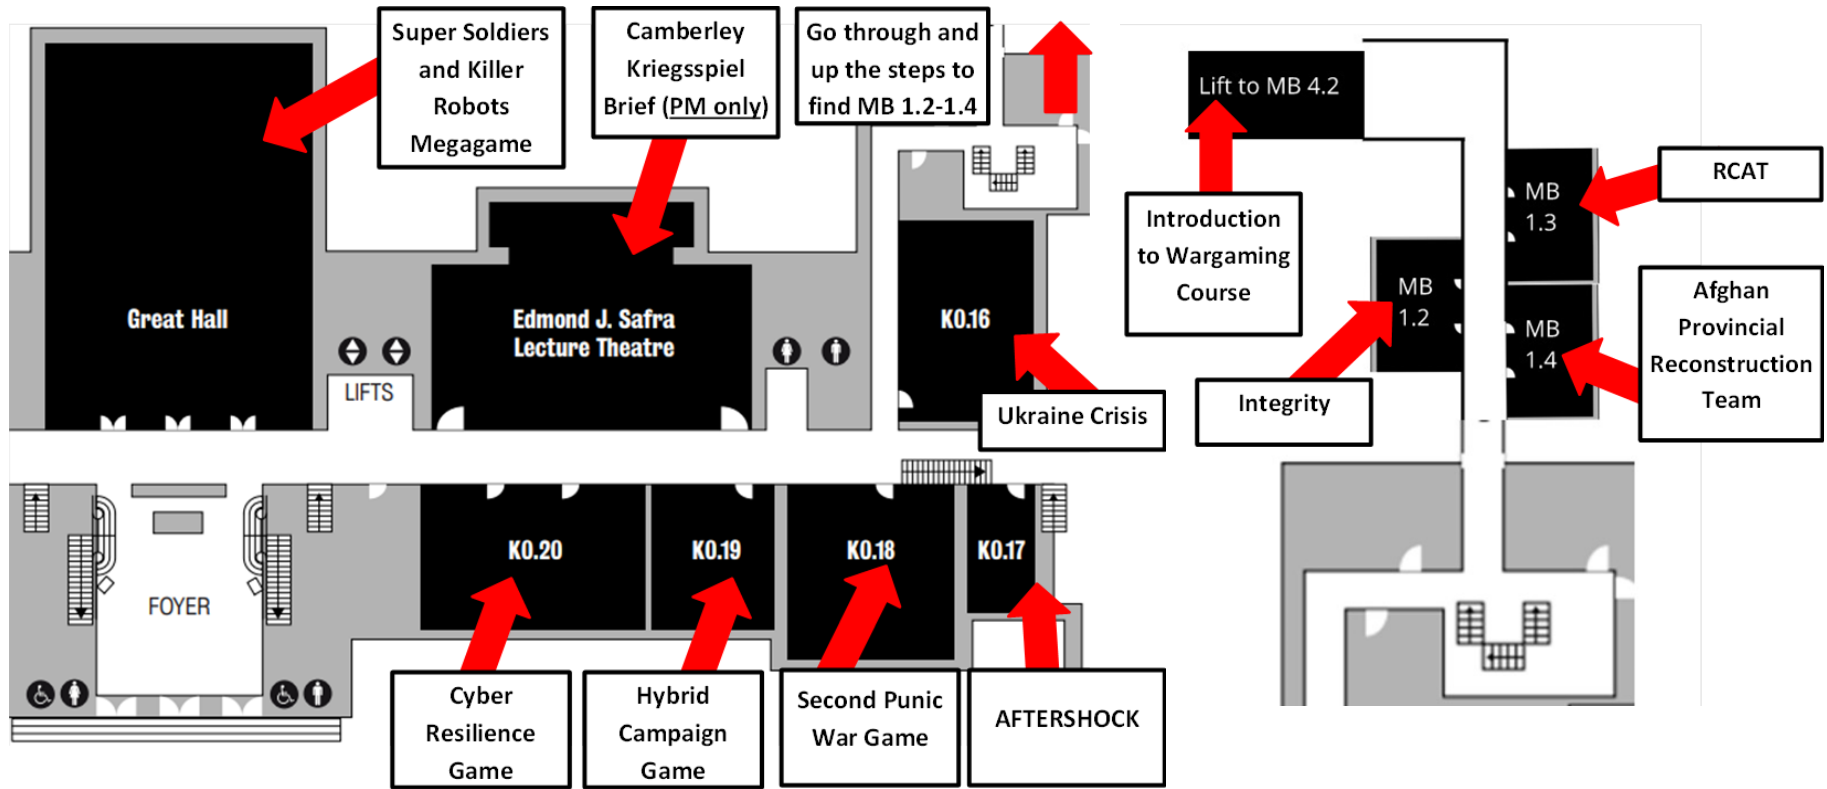 Super Soldiers
and Killer
Robots
Megagame
Camberley
Kriegsspiel
Brief (PM only)
Go through and
up the steps to
find MB 1.2-1.4
Lift to MB 4.2
RCAT
MB
1.3
Introduction
to Wargaming
Course
MB
1.2
Afghan
Provincial
Reconstruction
Team
MB
1.4
Integrity
Great Hall
Edmond J. Safra
Lecture Theatre
K0.16
LIFTS
Ukraine Crisis
K0.20
K0.19
K0.18
K0.17
FOYER
Cyber
Resilience
Game
Hybrid
Campaign
Game
Second Punic
War Game
AFTERSHOCK